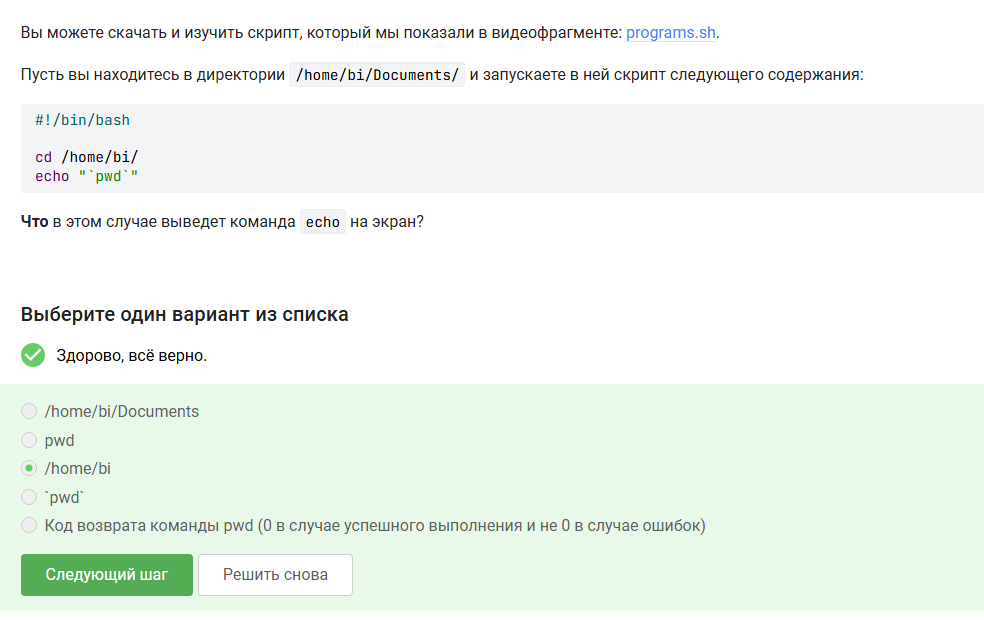 Вы можете скачать и изучить скрипт, который мы показали в видеофрагменте: programs.sh.
Пусть вы находитесь в директории /home/bi/Documents/ и запускаете в ней скрипт следующего содержания:
#!/bin/bash
cd /home/bi/
echo "`pwd`"
Что в этом случае выведет команда echo на экран?
Выберите один вариант из списка
Здорово, всё верно.
/home/bi/Documents
pwd
/home/bi
`pwd`
Код возврата команды pwd (0 в случае успешного выполнения и не 0 в случае ошибок)
Следующий шаг
Решить снова